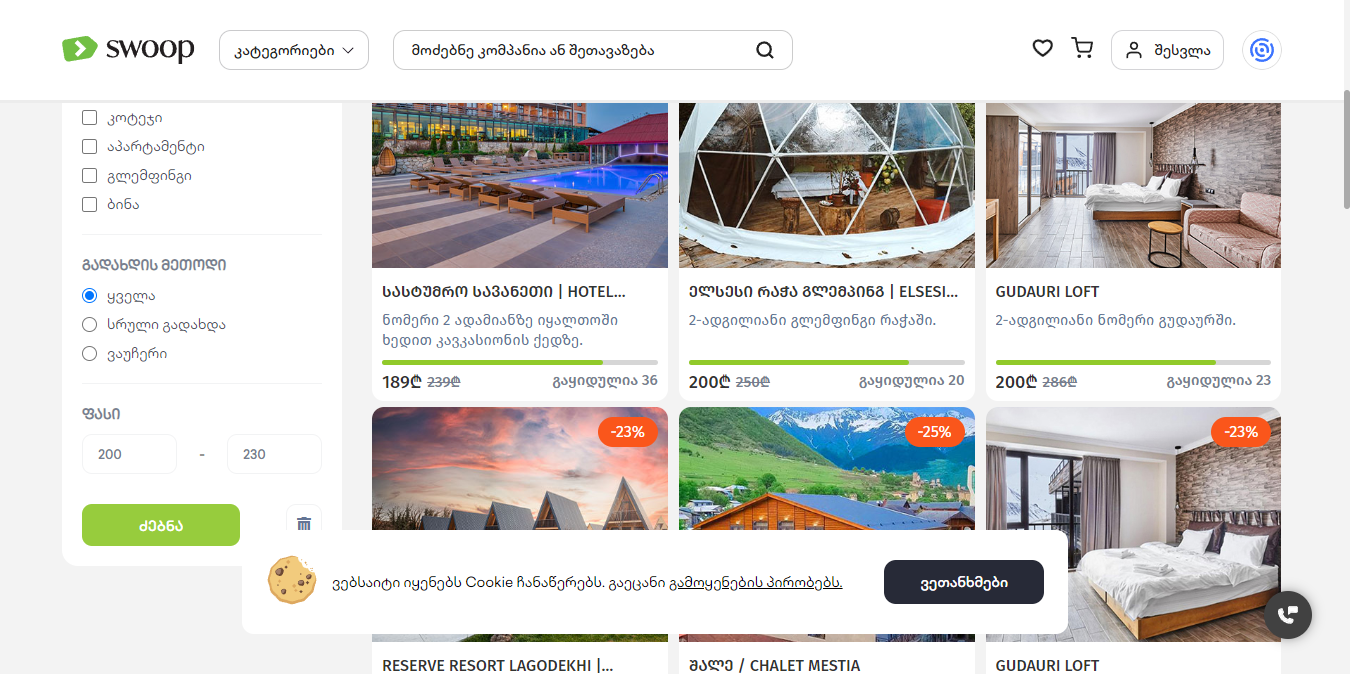 swoop
კატეგორიები
მოძებნე კომპანია ან შეთავაზება
შესვლა
კოტეჯი
აპარტამენტი
გლემფინგი
ბინა
გადახდის მეთოდი
ყველა
სრული გადახდა
ვაუჩერი
ფასი
200 - 230
ძებნა
სასტუმრო სავანეთი | HOTEL...
ნომერი 2 ადამიანზე იყალთოში
ხედით კავკასიონის ქედზე.
189₾ 239₾ გაყიდულია 36
ელსესი რაჭა გლემპინგ | ELSESI...
2-ადგილიანი გლემფინგი რაჭაში.
200₾ 250₾ გაყიდულია 20
GUDAURI LOFT
2-ადგილიანი ნომერი გუდაურში.
200₾ 286₾ გაყიდულია 23
-23%
-25%
-23%
RESERVE RESORT LAGODEKHI |...
შალე / CHALET MESTIA
GUDAURI LOFT
ვებსაიტი იყენებს Cookie ჩანაწერებს. გაეცანი გამოყენების პირობებს.
ვეთანხმები